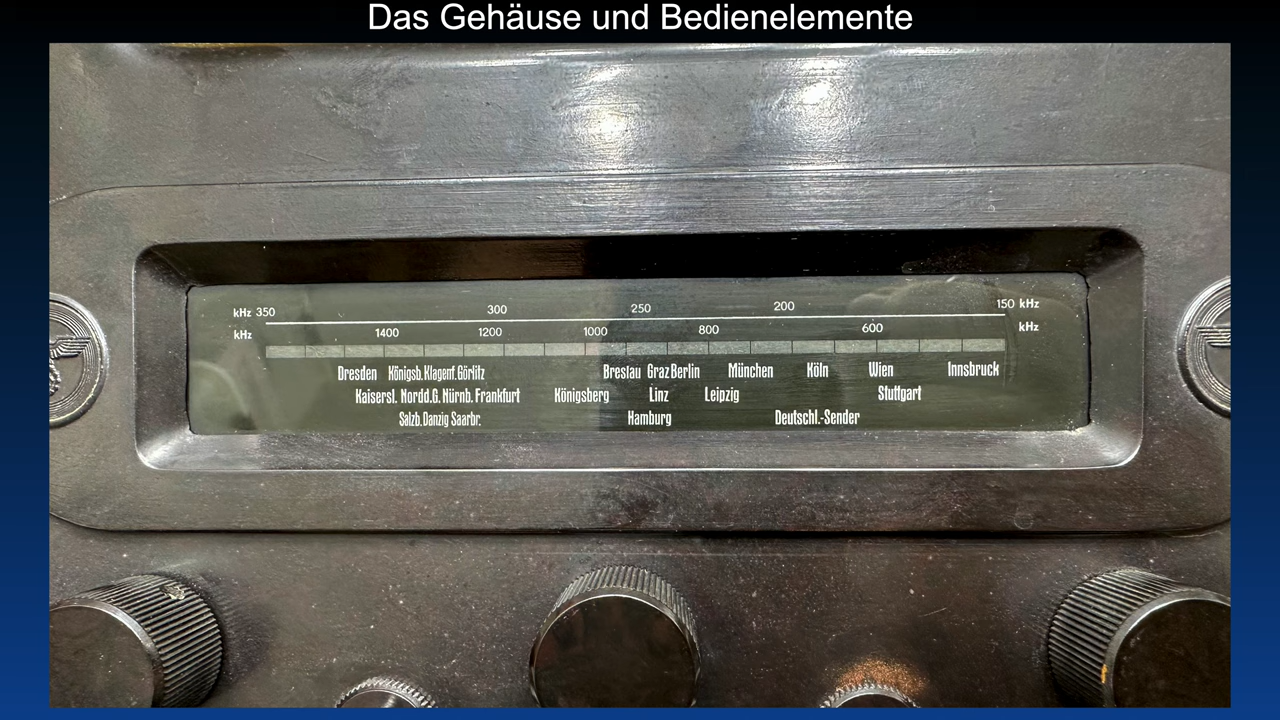 Das Gehäuse und Bedienelemente
kHz 350 300 250 200 150 kHz
kHz 1400 1200 1000 800 600 kHz
Dresden Königsb. Klagenf. Görlitz Breslau Graz Berlin München Köln Wien Innsbruck
Kaisersl. Nordd.G. Nürnb. Frankfurt Königsberg Linz Leipzig Stuttgart
Salzb. Danzig Saarbr. Hamburg Deutschl.-Sender